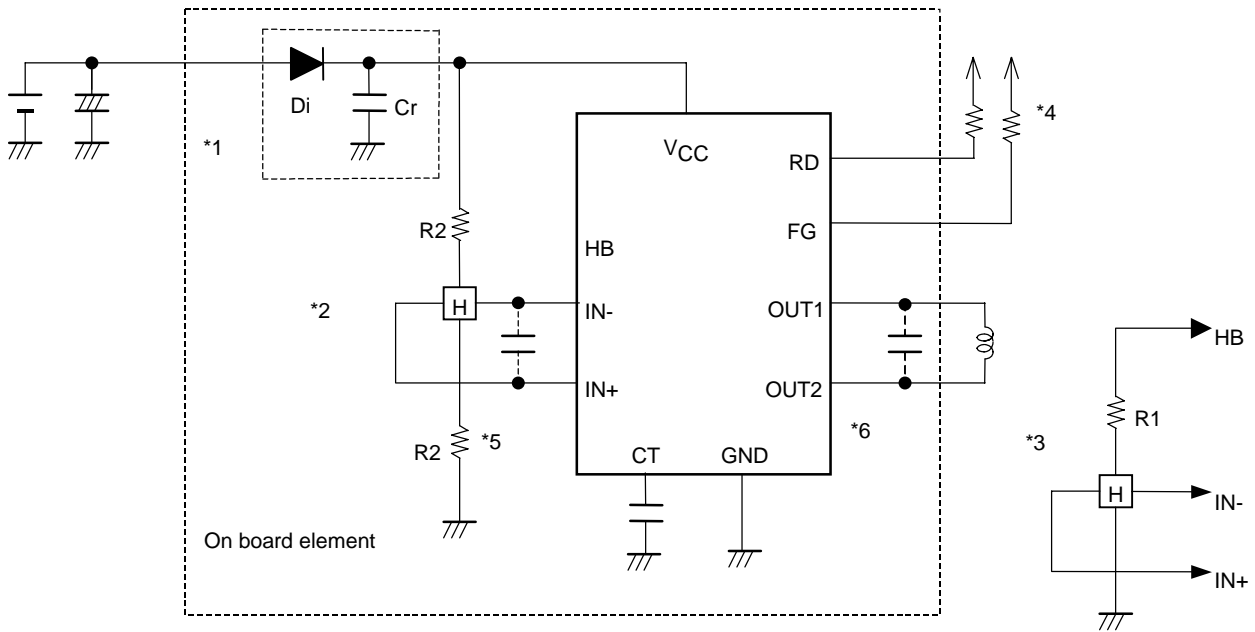 Di
Cr
*1
*4
VCC
RD
R2
FG
HB
*2
H
IN-
OUT1
HB
IN+
OUT2
R1
*6
*3
R2
*5
CT
GND
H
IN-
On board element
IN+